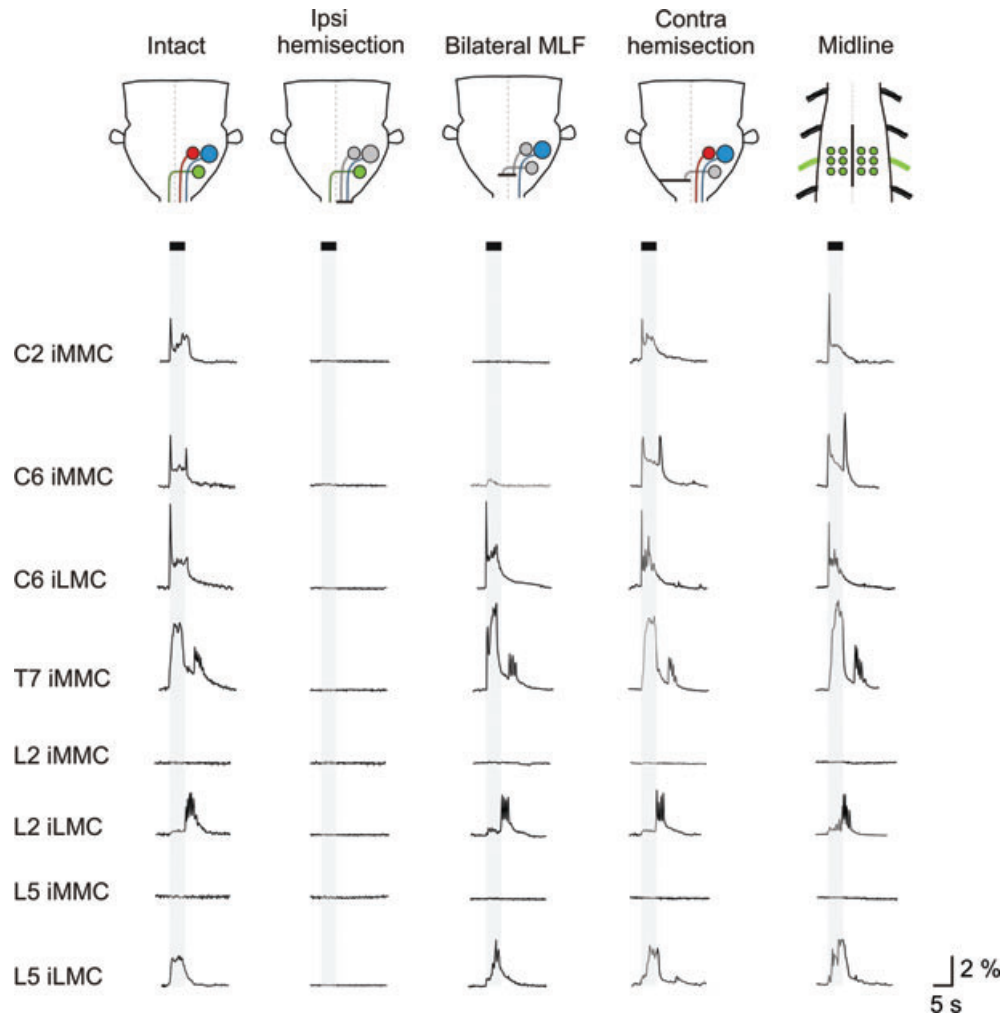 Intact
Ipsi
hemisection
Bilateral MLF
Contra
hemisection
Midline
C2 iMMC
C6 iMMC
C6 iLMC
T7 iMMC
L2 iMMC
L2 iLMC
L5 iMMC
L5 iLMC
2 %
5 s